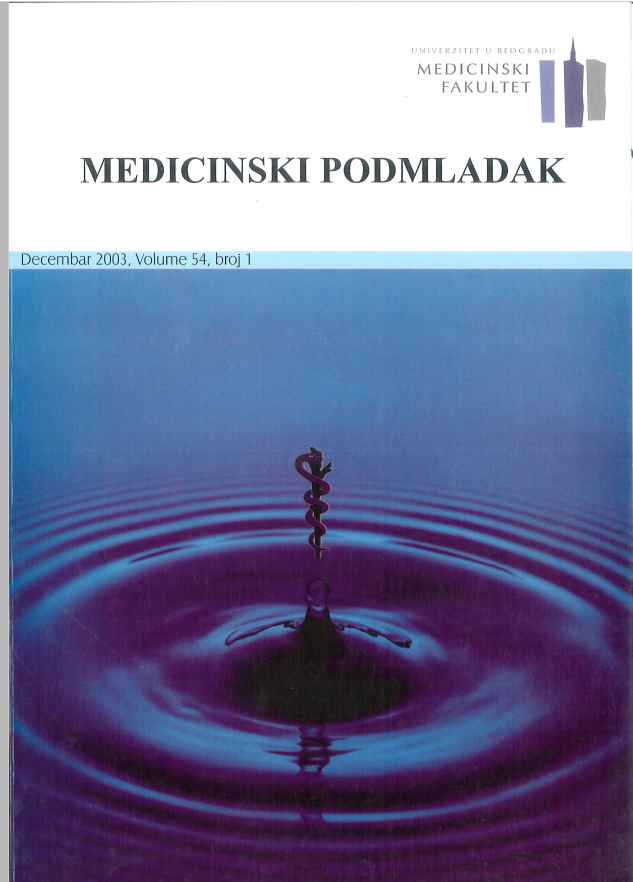 UNIVERZITET U BEOGRADU
MEDICINSKI
FAKULTET
MEDICINSKI PODMLADAK
Decembar 2003, Volume 54, broj 1